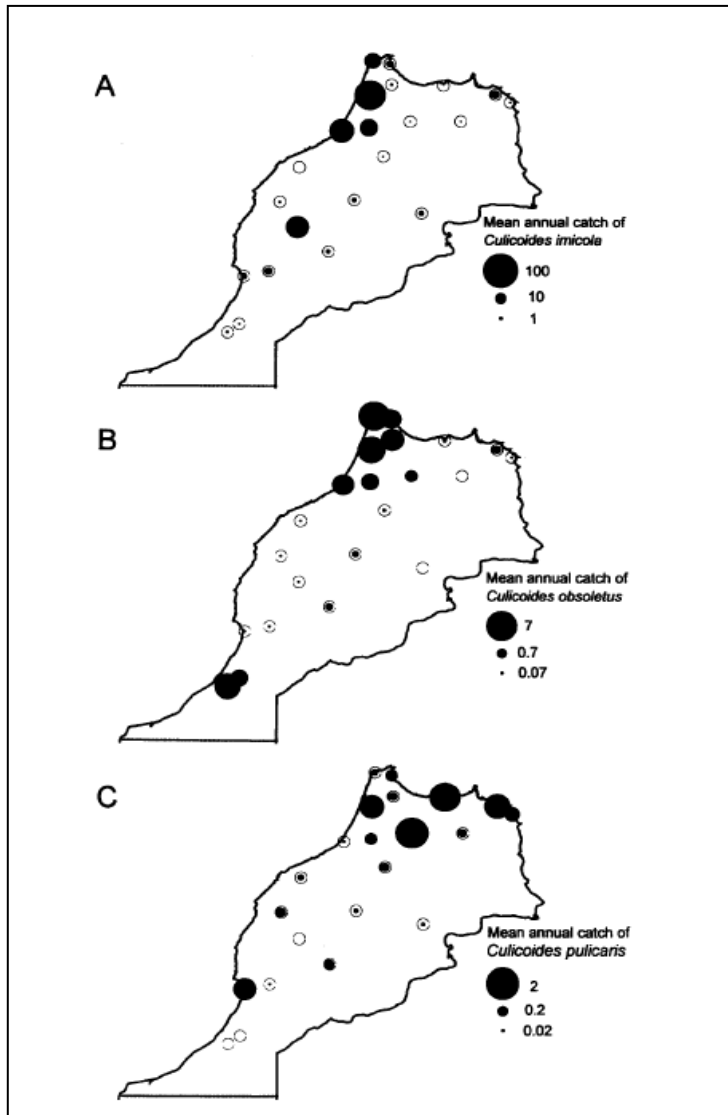 A
Mean annual catch of
Culicoides imicola
100
10
1
B
Mean annual catch of
Culicoides obsoletus
7
0.7
0.07
C
Mean annual catch of
Culicoides pulicaris
2
0.2
0.02